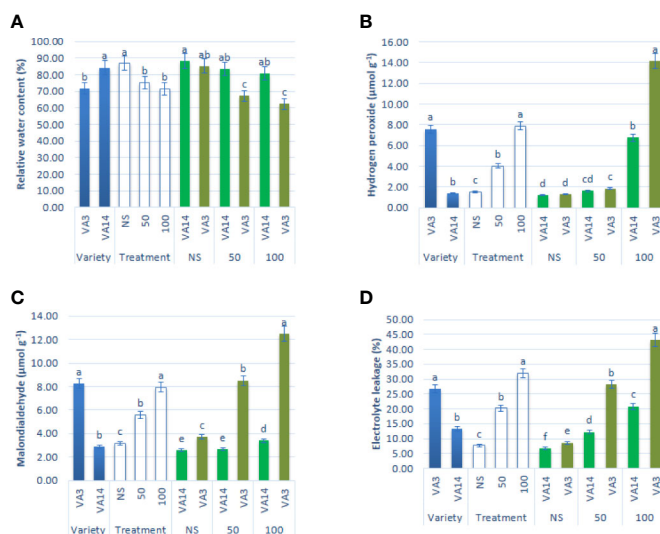 A
Relative water content (%)
100.00
90.00
80.00
70.00
60.00
50.00
40.00
30.00
20.00
10.00
0.00
b a a b b a ab ab c ab c
VA3 VA14 NS 50 100 VA14 VA3 VA14 VA3 VA14 VA3
Variety Treatment NS 50 100
B
Hydrogen peroxide (µmol g⁻¹)
16.00
14.00
12.00
10.00
8.00
6.00
4.00
2.00
0.00
a b c b a d d cd c b a
VA3 VA14 NS 50 100 VA14 VA3 VA14 VA3 VA14 VA3
Variety Treatment NS 50 100
C
Malondialdehyde (µmol g⁻¹)
14.00
12.00
10.00
8.00
6.00
4.00
2.00
0.00
a b c b a e c e b d a
VA3 VA14 NS 50 100 VA14 VA3 VA14 VA3 VA14 VA3
Variety Treatment NS 50 100
D
Electrolyte leakage (%)
50.00
45.00
40.00
35.00
30.00
25.00
20.00
15.00
10.00
5.00
0.00
a b c b a f e d b c a
VA3 VA14 NS 50 100 VA14 VA3 VA14 VA3 VA14 VA3
Variety Treatment NS 50 100